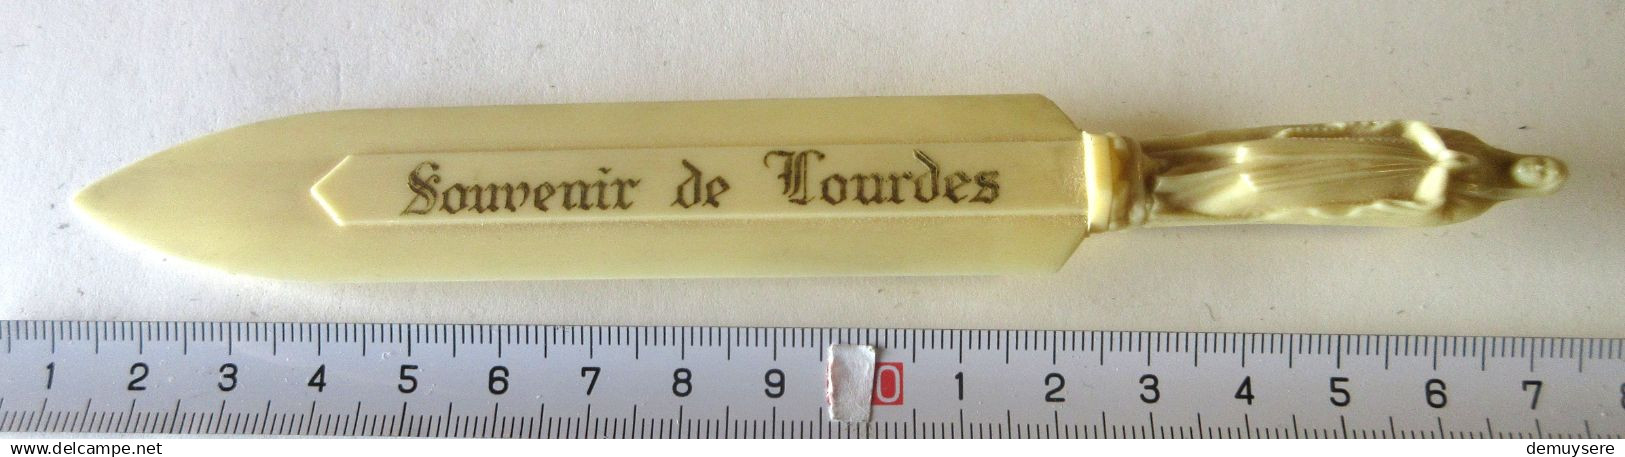 Souvenir de Lourdes
1 2 3 4 5 6 7 8 9 0 1 2 3 4 5 6 7 8
www.delcampe.net
demuysere